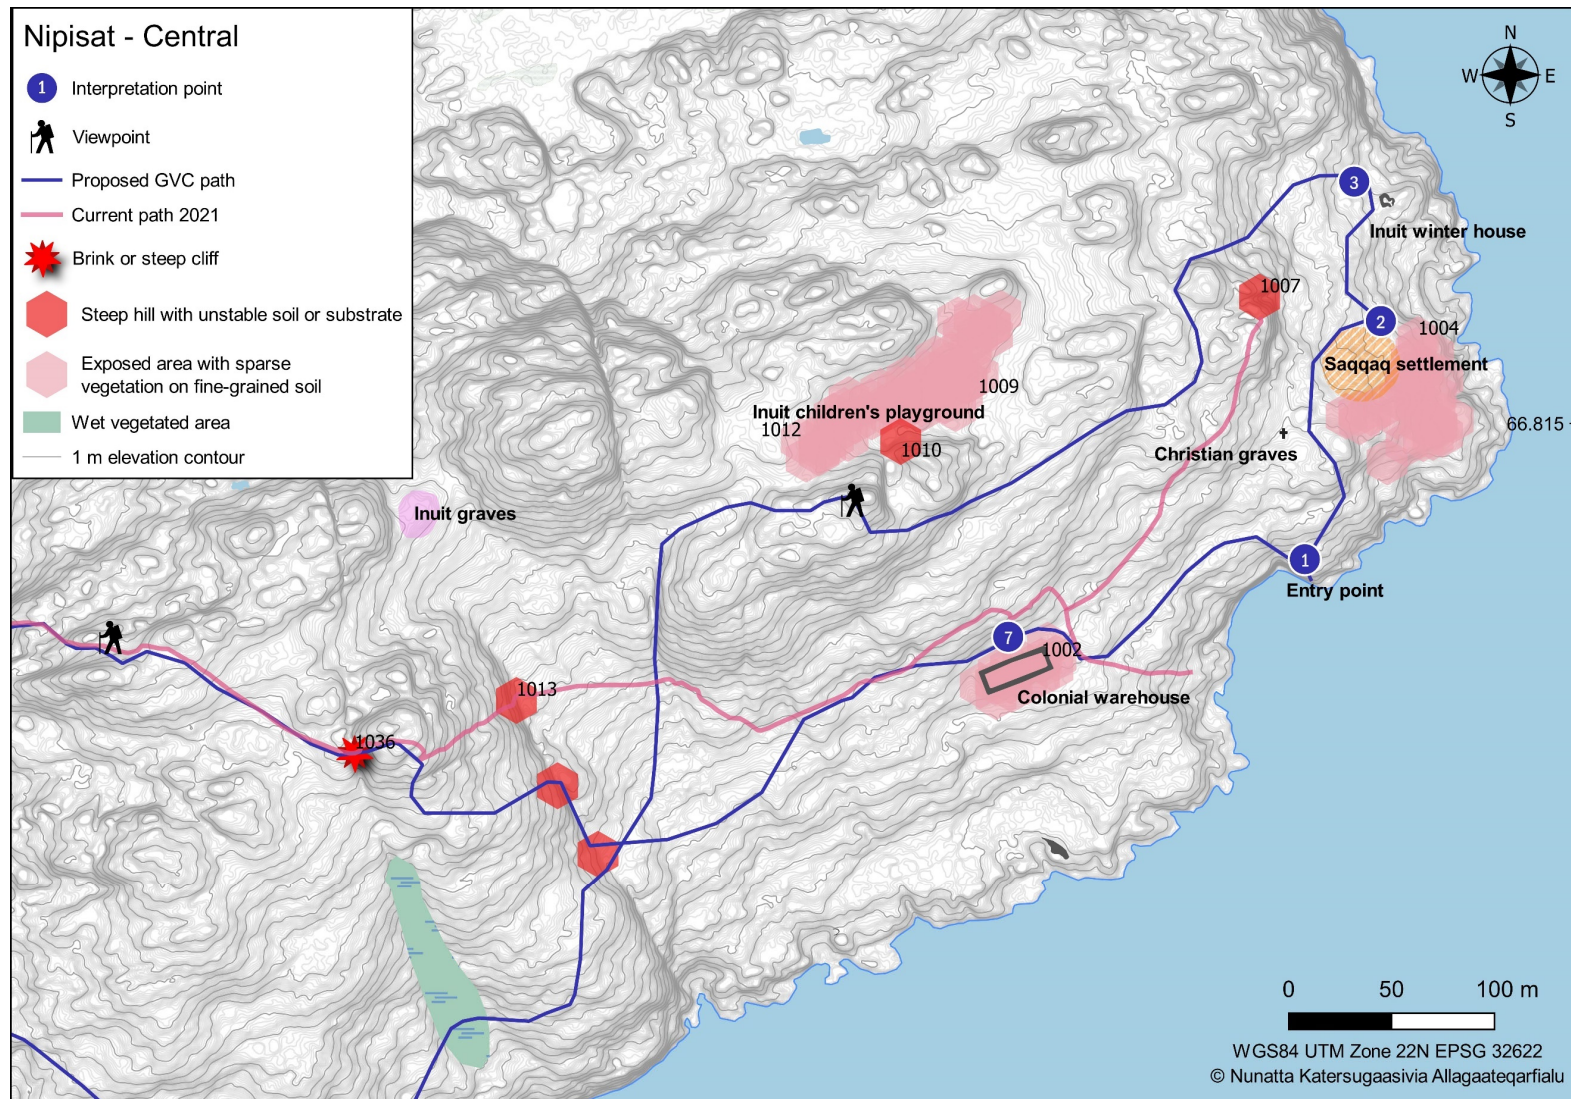 Nipisat - Central
1 Interpretation point
Viewpoint
Proposed GVC path
Current path 2021
Brink or steep cliff
Steep hill with unstable soil or substrate
Exposed area with sparse
vegetation on fine-grained soil
Wet vegetated area
1 m elevation contour
N
W E
S
3
Inuit winter house
1007
2
1004
Saqqaq settlement
1009
Inuit children's playground
1012
1010
66.815
Christian graves
Inuit graves
1
Entry point
7
1002
Colonial warehouse
1013
1036
0 50 100 m
WGS84 UTM Zone 22N EPSG 32622
© Nunatta Katersugaasivia Allagaateqarfialu